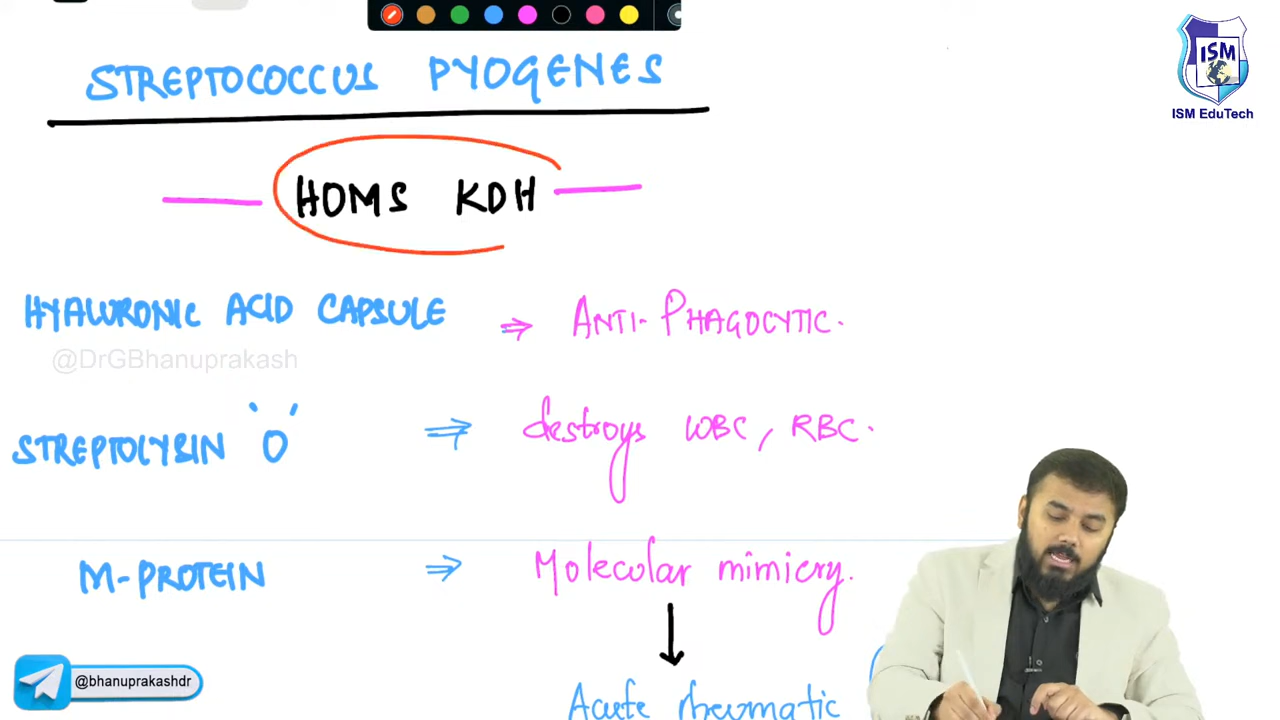 STREPTOCOCCUS PYOGENES
ISM
ISM EduTech
HOMS KDH
HYALURONIC ACID CAPSULE ⇒ ANTI-PHAGOCYTIC.
@DrGBhanuprakash
STREPTOLYSIN 'O' ⇒ destroys WBC, RBC.
M-PROTEIN ⇒ Molecular mimicry.
@bhanuprakashdr
Acute rheumatic